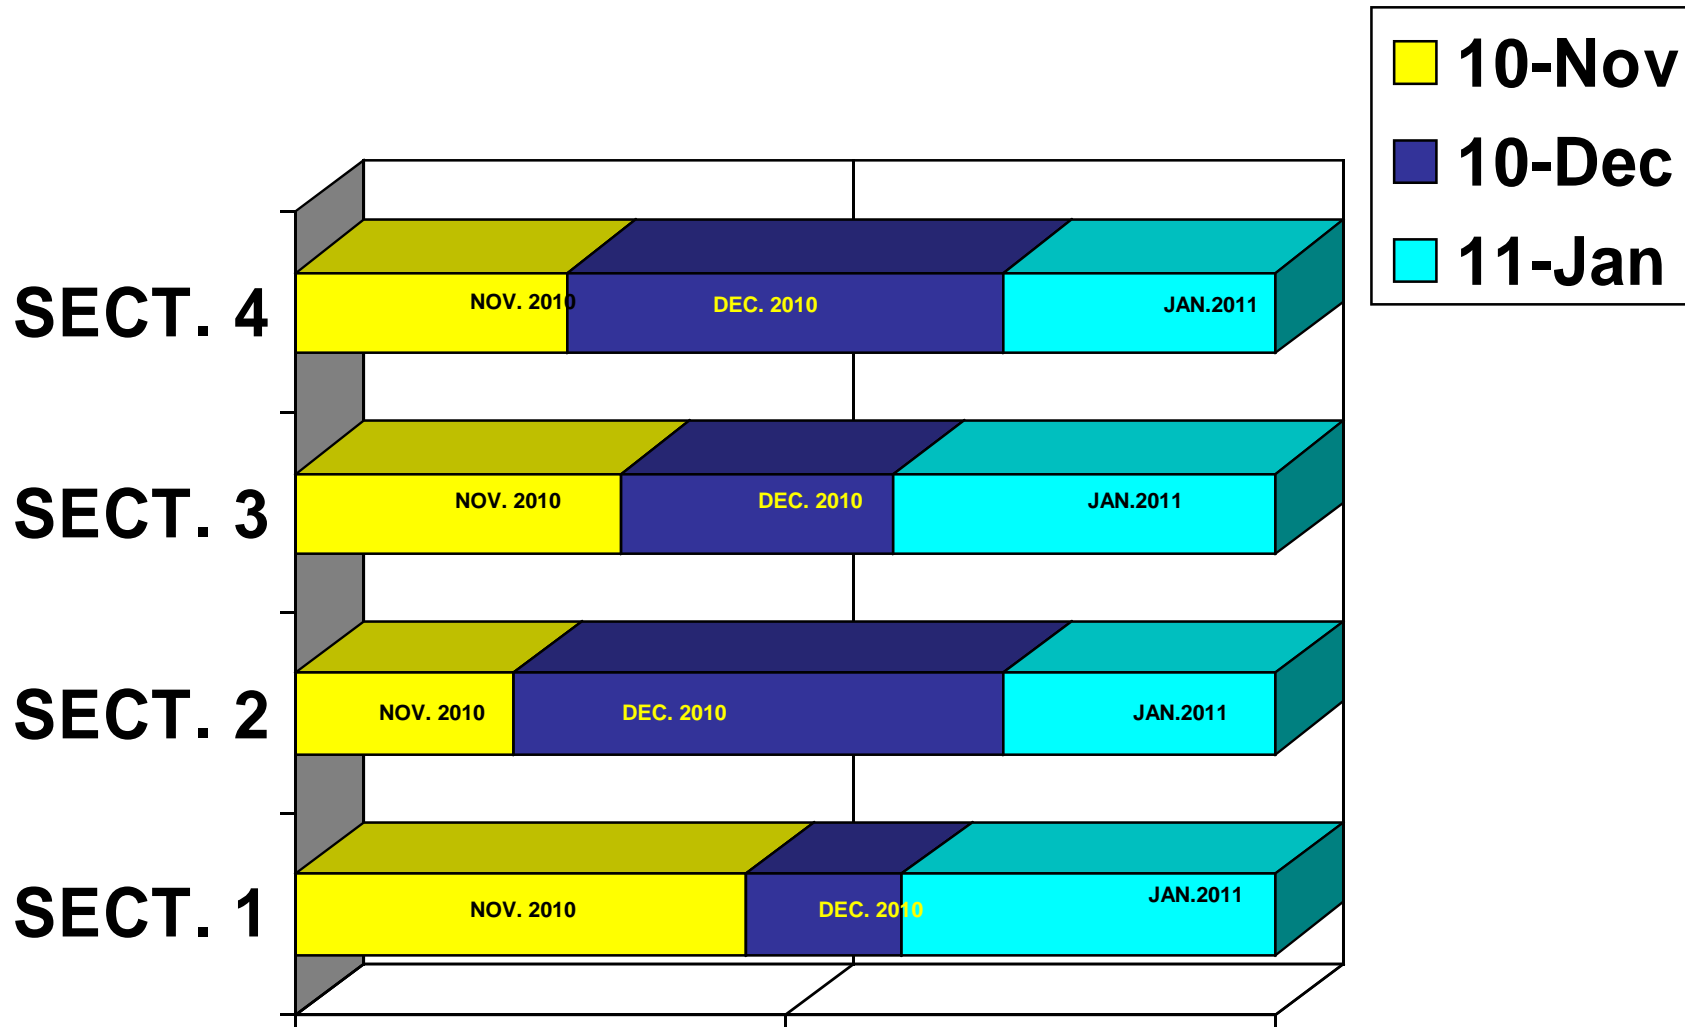 10-Nov
10-Dec
11-Jan
SECT. 4
NOV. 2010
DEC. 2010
JAN.2011
SECT. 3
NOV. 2010
DEC. 2010
JAN.2011
SECT. 2
NOV. 2010
DEC. 2010
JAN.2011
SECT. 1
NOV. 2010
DEC. 2010
JAN.2011